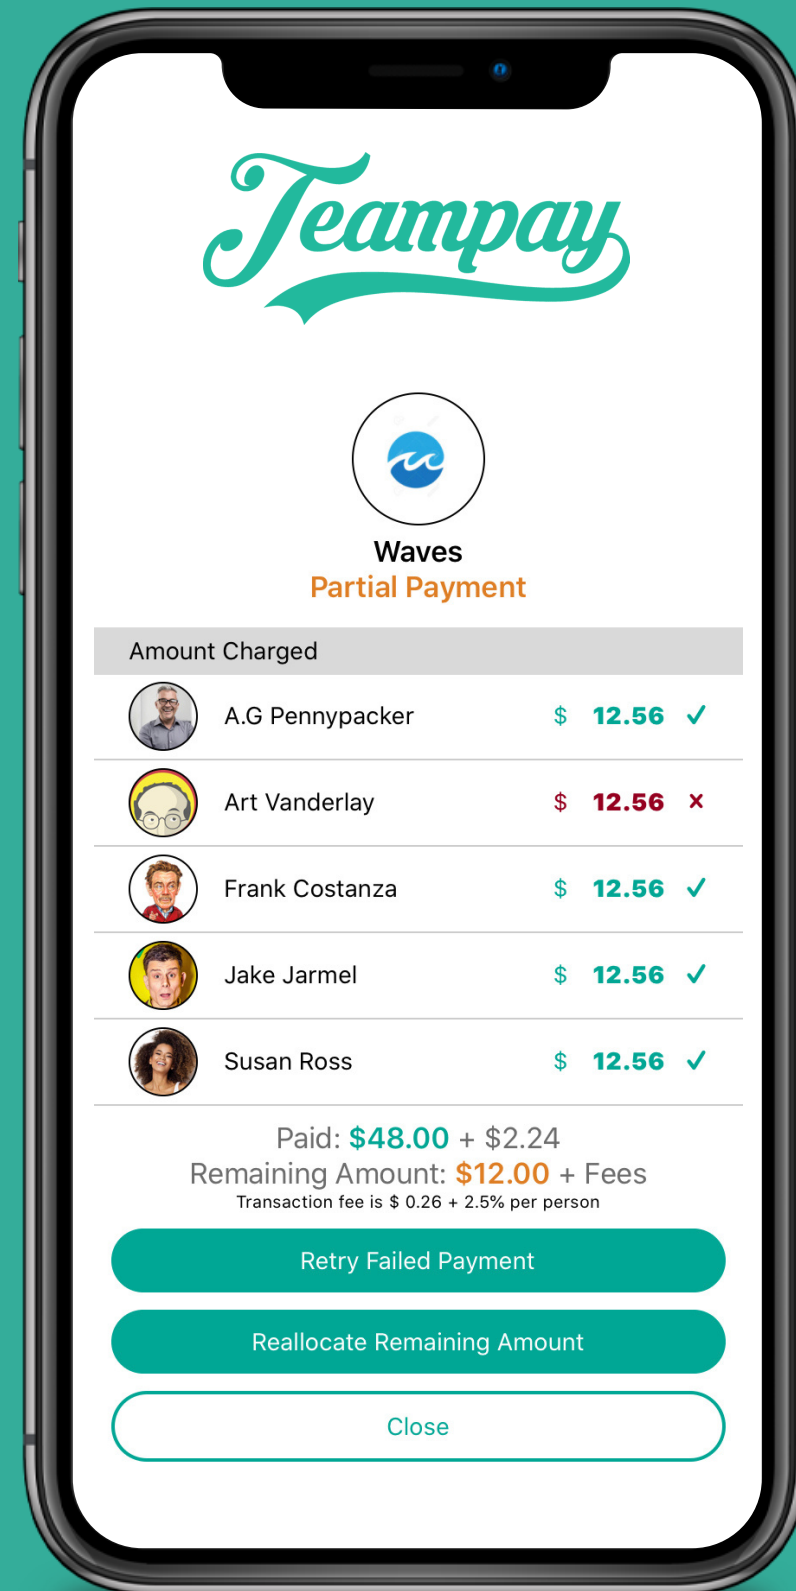 Teampay
Waves
Partial Payment
Amount Charged
A.G Pennypacker $ 12.56 ✓
Art Vanderlay $ 12.56 x
Frank Costanza $ 12.56 ✓
Jake Jarmel $ 12.56 ✓
Susan Ross $ 12.56 ✓
Paid: $48.00 + $2.24
Remaining Amount: $12.00 + Fees
Transaction fee is $ 0.26 + 2.5% per person
Retry Failed Payment
Reallocate Remaining Amount
Close